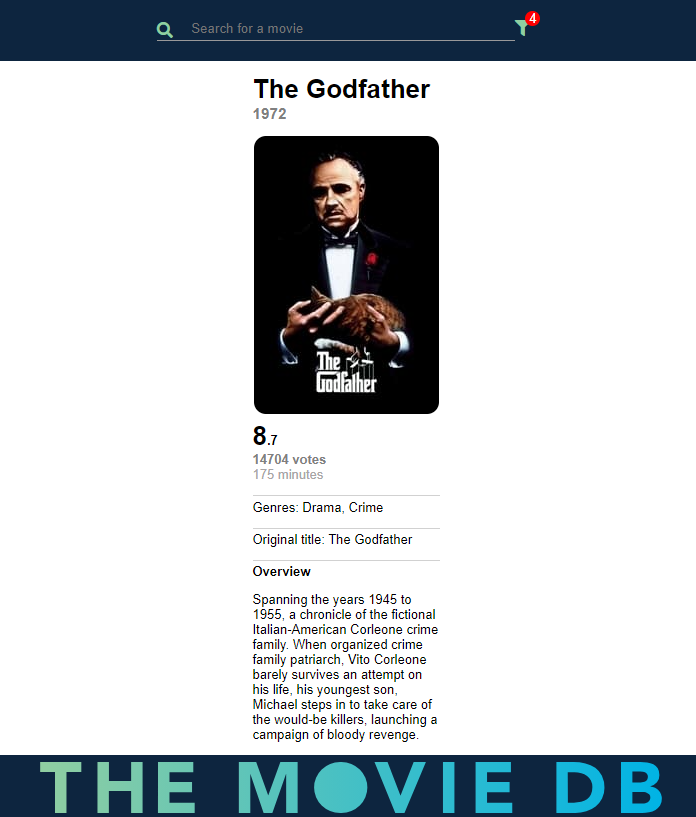 Search for a movie
4
The Godfather
1972
The
Godfather
8.7
14704 votes
175 minutes
Genres: Drama, Crime
Original title: The Godfather
Overview
Spanning the years 1945 to
1955, a chronicle of the fictional
Italian-American Corleone crime
family. When organized crime
family patriarch, Vito Corleone
barely survives an attempt on
his life, his youngest son,
Michael steps in to take care of
the would-be killers, launching a
campaign of bloody revenge.
THE MOVIE DB